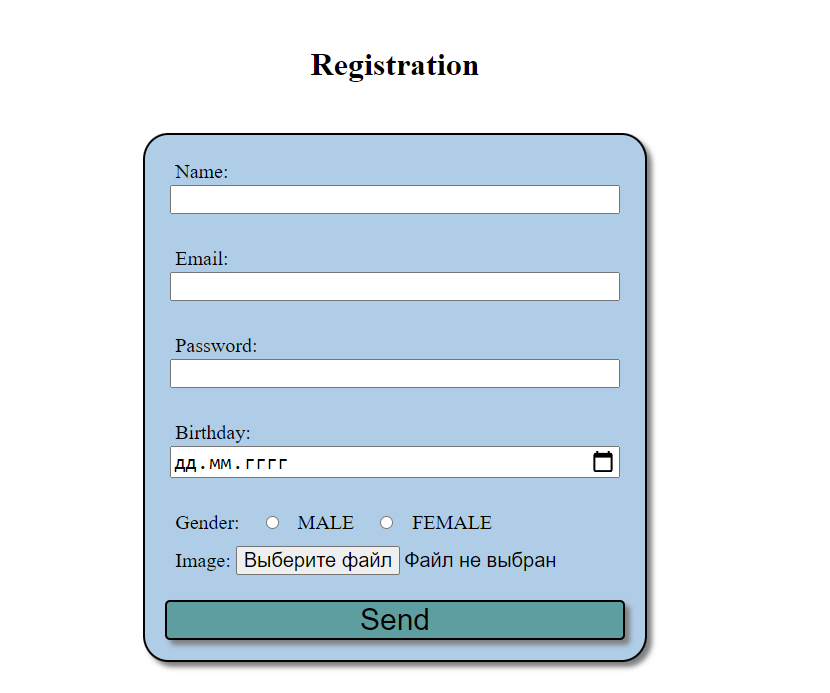 Registration
Name:
Email:
Password:
Birthday:
дд.мм.гггг
Gender: MALE FEMALE
Image: Выберите файл Файл не выбран
Send